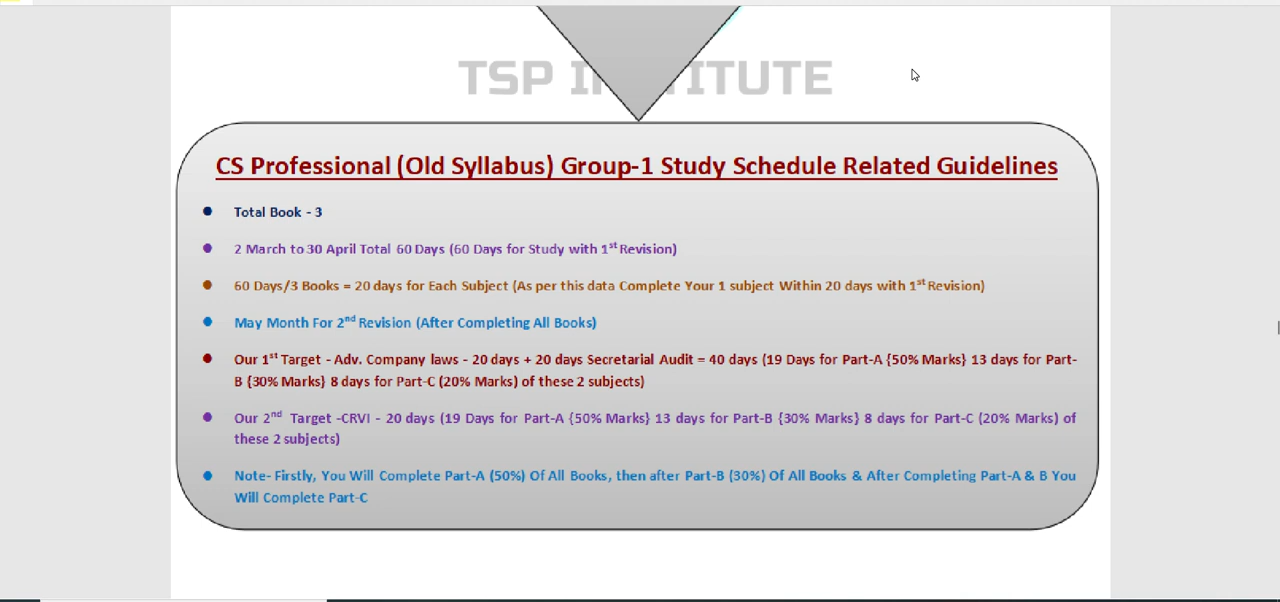 TSP INSTITUTE
CS Professional (Old Syllabus) Group-1 Study Schedule Related Guidelines
Total Book - 3
2 March to 30 April Total 60 Days (60 Days for Study with 1st Revision)
60 Days/3 Books = 20 days for Each Subject (As per this data Complete Your 1 subject Within 20 days with 1st Revision)
May Month For 2nd Revision (After Completing All Books)
Our 1st Target - Adv. Company laws - 20 days + 20 days Secretarial Audit = 40 days (19 Days for Part-A {50% Marks} 13 days for Part-
B {30% Marks} 8 days for Part-C (20% Marks) of these 2 subjects)
Our 2nd Target -CRVI - 20 days (19 Days for Part-A {50% Marks} 13 days for Part-B {30% Marks} 8 days for Part-C (20% Marks) of
these 2 subjects)
Note- Firstly, You Will Complete Part-A (50%) Of All Books, then after Part-B (30%) Of All Books & After Completing Part-A & B You
Will Complete Part-C